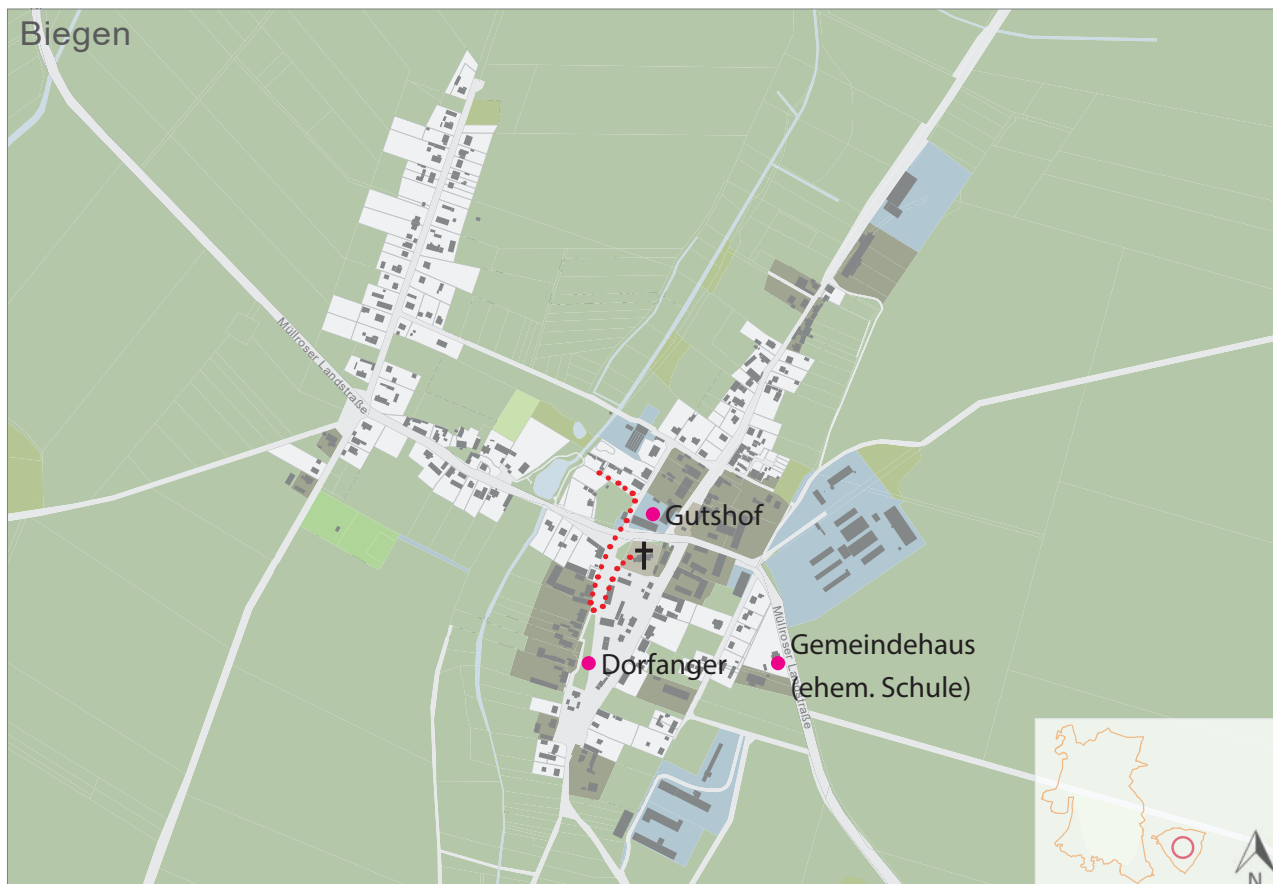 Biegen
Müllroser Landstraße
Gutshof
Müllroser Landstraße
Dorfanger
Gemeindehaus
(ehem. Schule)
N